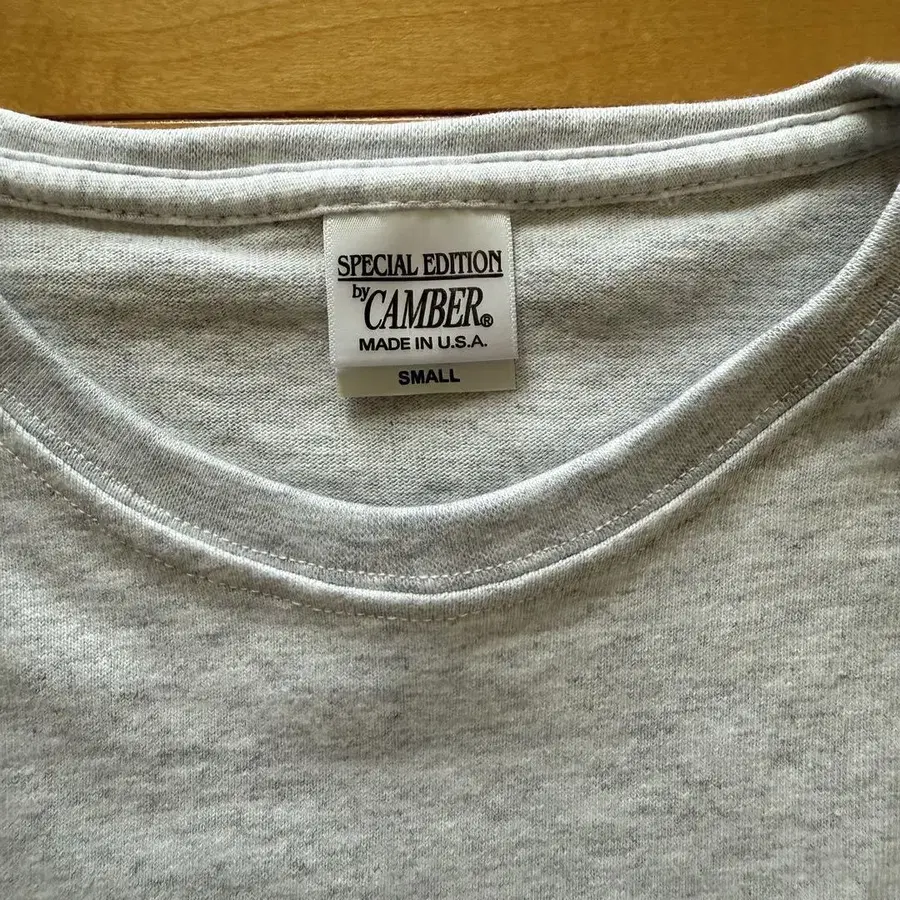 SPECIAL EDITION
by CAMBER®
MADE IN U.S.A.
SMALL